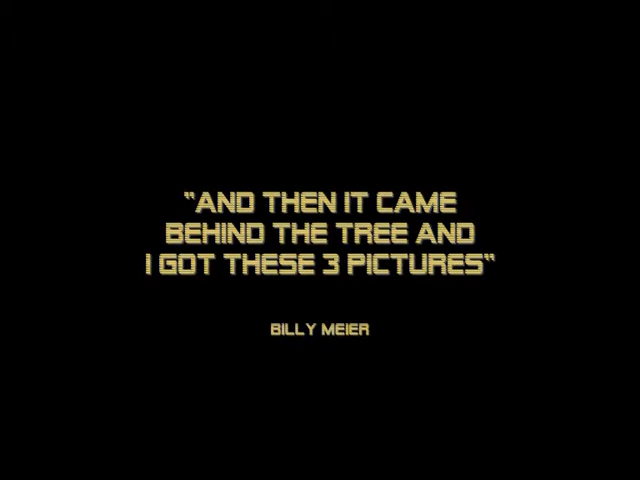 "AND THEN IT CAME
BEHIND THE TREE AND
I GOT THESE 3 PICTURES"
BILLY MEIER